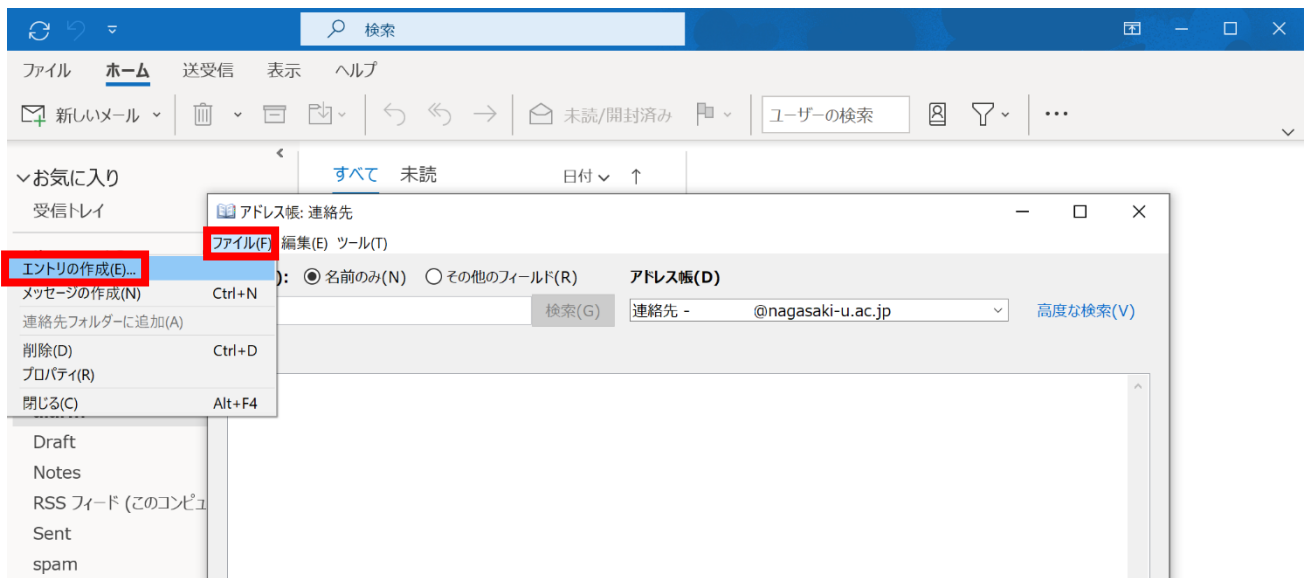 検索
ファイル ホーム 送受信 表示 ヘルプ
新しいメール 未読/開封済み ユーザーの検索 ...
お気に入り すべて 未読 日付
受信トレイ
アドレス帳: 連絡先
ファイル(F) 編集(E) ツール(T)
エントリの作成(E)...
メッセージの作成(N) Ctrl+N
連絡先フォルダーに追加(A)
削除(D) Ctrl+D
プロパティ(R)
閉じる(C) Alt+F4
): 名前のみ(N) その他のフィールド(R) アドレス帳(D)
検索(G) 連絡先 - @nagasaki-u.ac.jp 高度な検索(V)
Draft
Notes
RSS フィード (このコンピュ
Sent
spam